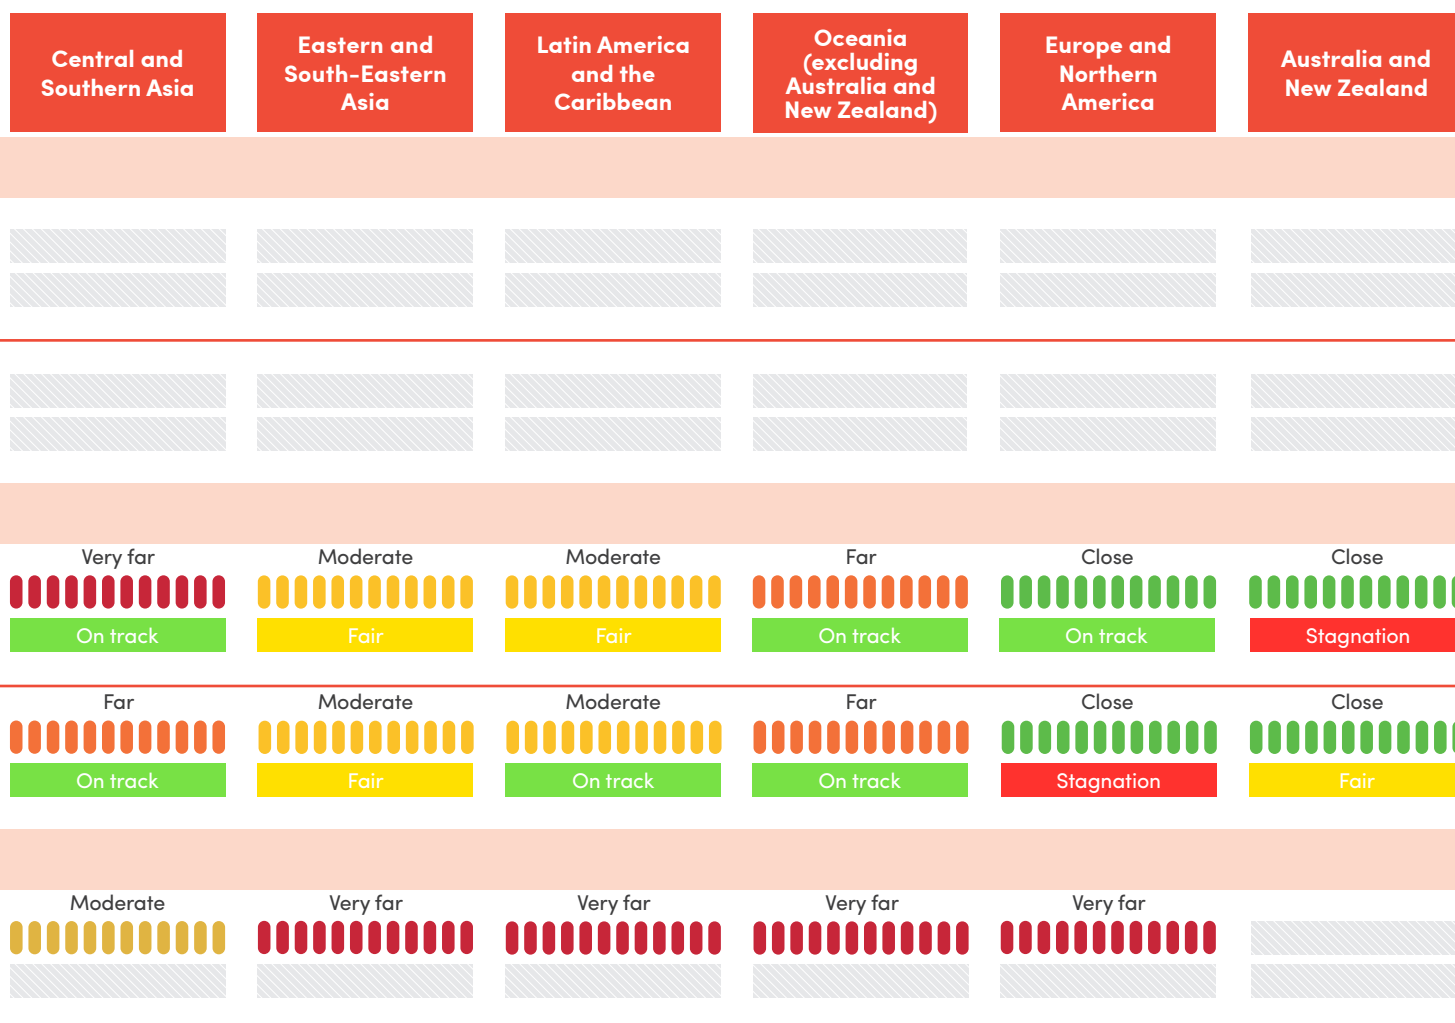 Central and
Southern Asia
Eastern and
South-Eastern
Asia
Latin America
and the
Caribbean
Oceania
(excluding
Australia and
New Zealand)
Europe and
Northern
America
Australia and
New Zealand
Very far
Moderate
Moderate
Far
Close
Close
On track
Fair
Fair
On track
On track
Stagnation
Far
Moderate
Moderate
Far
Close
Close
On track
Fair
On track
On track
Stagnation
Fair
Moderate
Very far
Very far
Very far
Very far